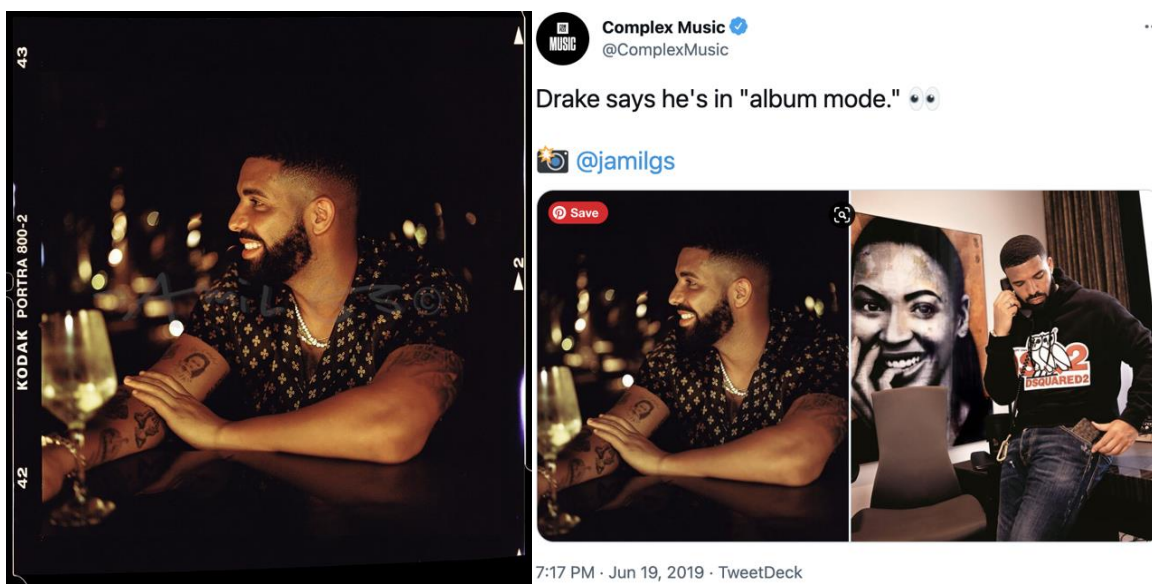 43
KODAK PORTRA 800-2
42
2
COMPLEX
MUSIC
Complex Music
@ComplexMusic
Drake says he's in "album mode." 👀
📸 @jamilgs
Save
DSQUARED2
7:17 PM · Jun 19, 2019 · TweetDeck